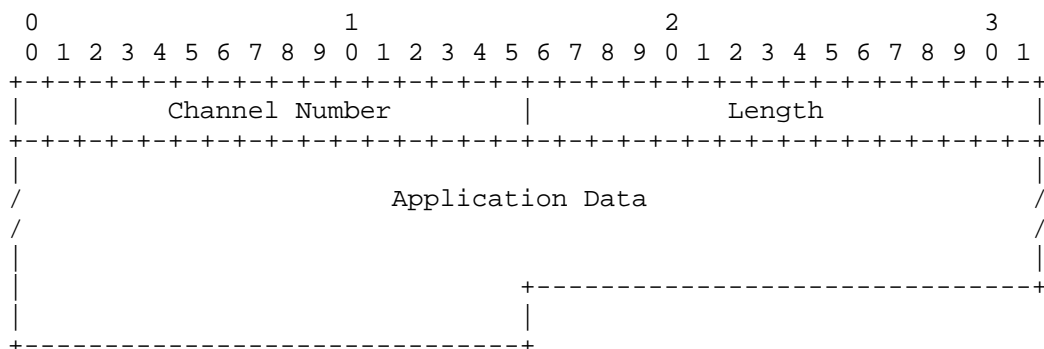 0                   1                   2                   3
0 1 2 3 4 5 6 7 8 9 0 1 2 3 4 5 6 7 8 9 0 1 2 3 4 5 6 7 8 9 0 1
Channel Number Length
Application Data